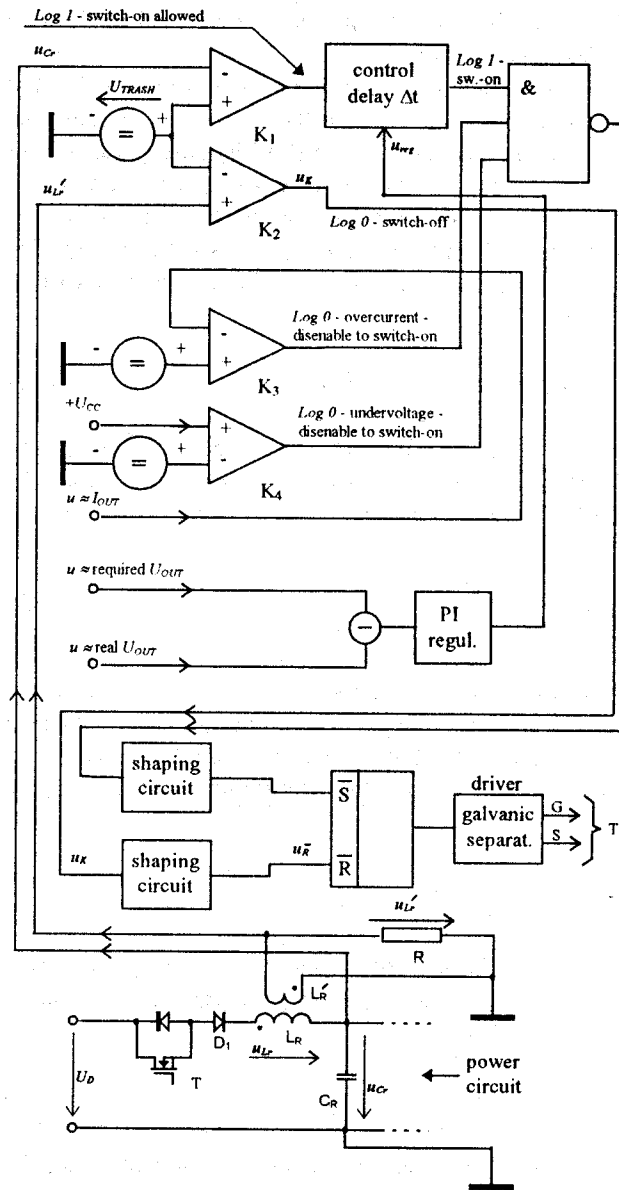 Log 1 - switch-on allowed
u_Cr
Log 1 -
sw.-on
control
delay Δt
&
U_TRASH
- = +
-
+
K₁
u_reg
u_Lr'
-
+
u_K
K₂
Log 0 - switch-off
Log 0 - overcurrent -
disenable to switch-on
- = +
-
+
K₃
+U_CC
Log 0 - undervoltage -
disenable to switch-on
- = +
+
-
K₄
u ≈ I_OUT
u ≈ required U_OUT
−
PI
regul.
u ≈ real U_OUT
shaping
circuit
S̅
driver
galvanic
separat.
G
S
T
u_K
shaping
circuit
u_R̅
R̅
u_Lr'
R
L_R'
D₁
L_R
u_Lr
U_D
T
C_R
u_Cr
power
circuit